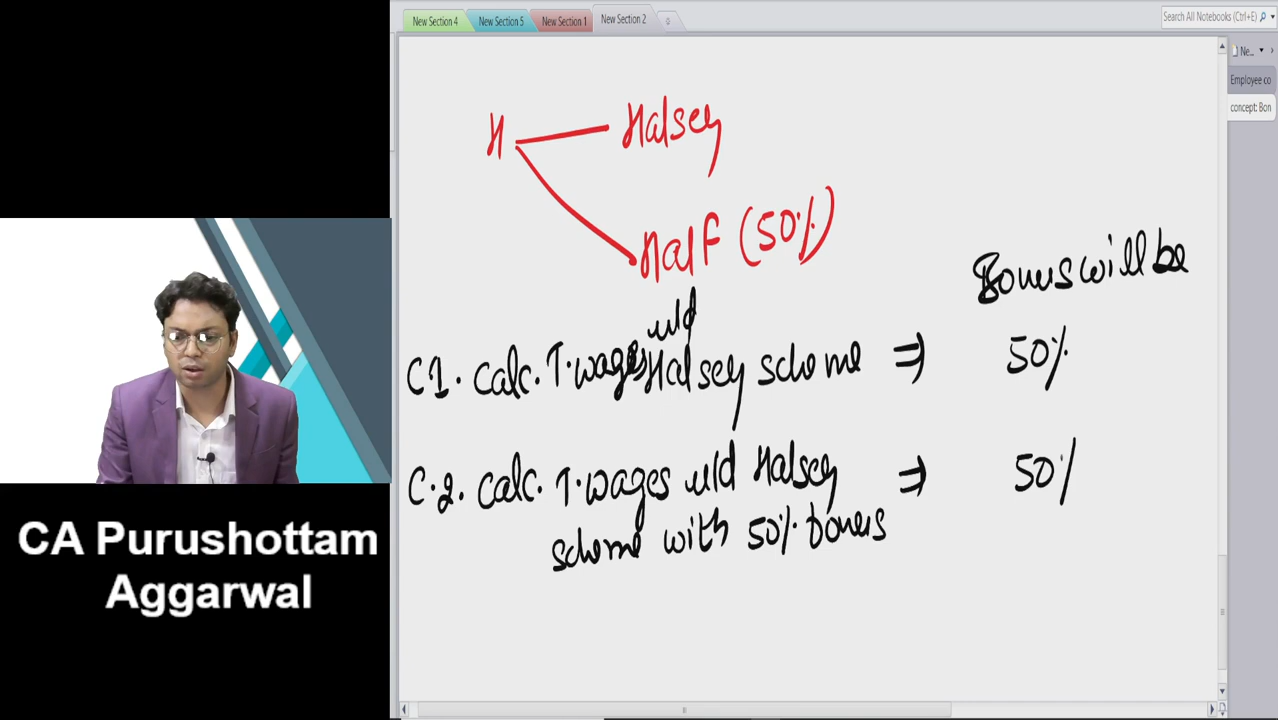 New Section 4
New Section 5
New Section 1
New Section 2
Search All Notebooks (Ctrl+E)
Ne...
Employee co
concept: Bon
H
Halsey
Half (50%)
Bonus will be
C1. calc. T.wages u/d Halsey scheme ⇒ 50%
C.2. calc. T.wages u/d Halsey ⇒ 50%
scheme with 50% bonus
CA Purushottam
Aggarwal